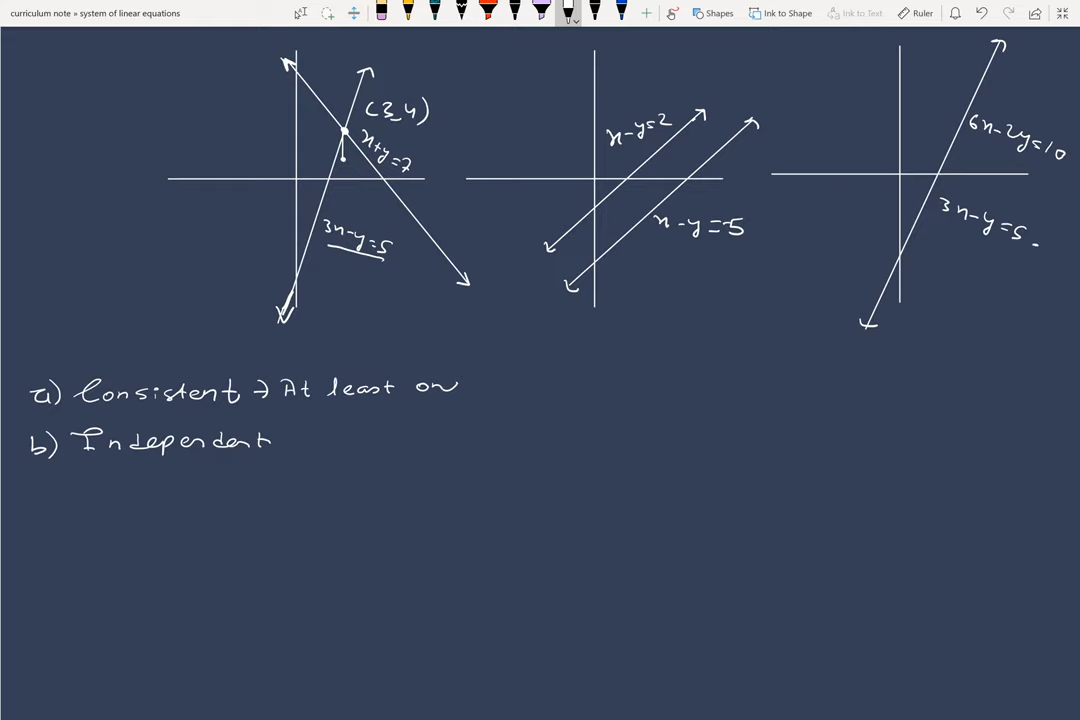 curriculum note » system of linear equations
Shapes Ink to Shape Ink to Text Ruler
(3,4)
x+y=7
3x-y=5
x-y=2
x-y=5
6x-2y=10
3x-y=5
a) Consistent → At least on
b) Independent